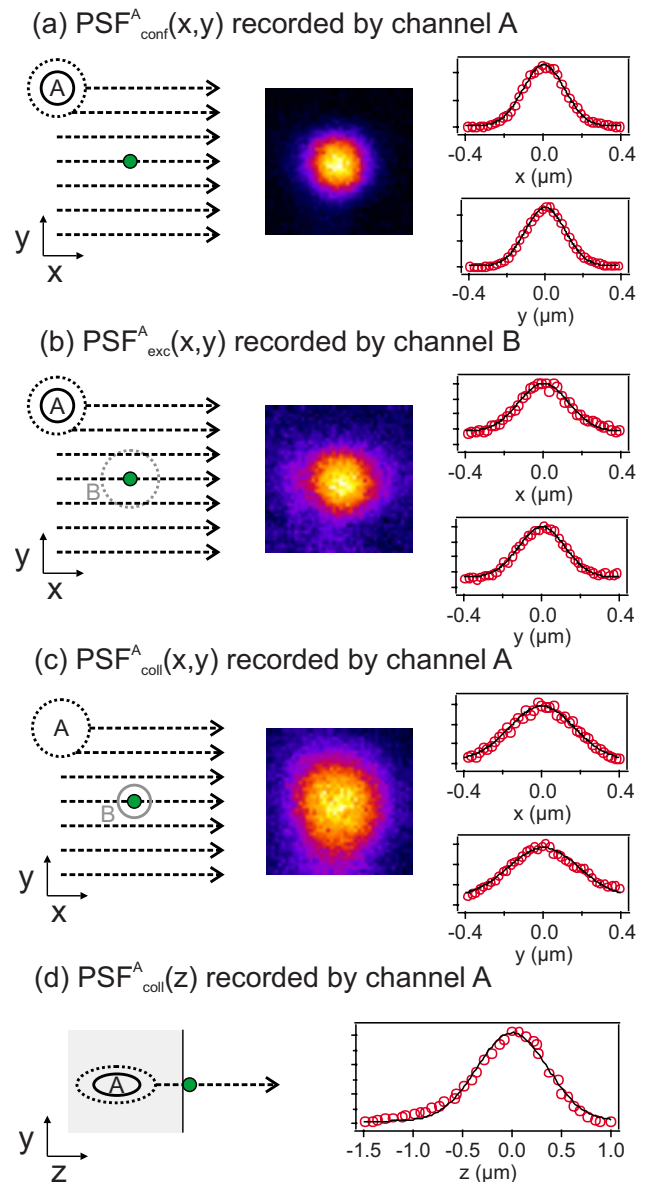 (a) PSF^A_conf(x,y) recorded by channel A
A
y
x
-0.4 0.0 0.4
x (μm)
-0.4 0.0 0.4
y (μm)
(b) PSF^A_exc(x,y) recorded by channel B
A
B
y
x
-0.4 0.0 0.4
x (μm)
-0.4 0.0 0.4
y (μm)
(c) PSF^A_coll(x,y) recorded by channel A
A
B
y
x
-0.4 0.0 0.4
x (μm)
-0.4 0.0 0.4
y (μm)
(d) PSF^A_coll(z) recorded by channel A
A
y
z
-1.5 -1.0 -0.5 0.0 0.5 1.0
z (μm)